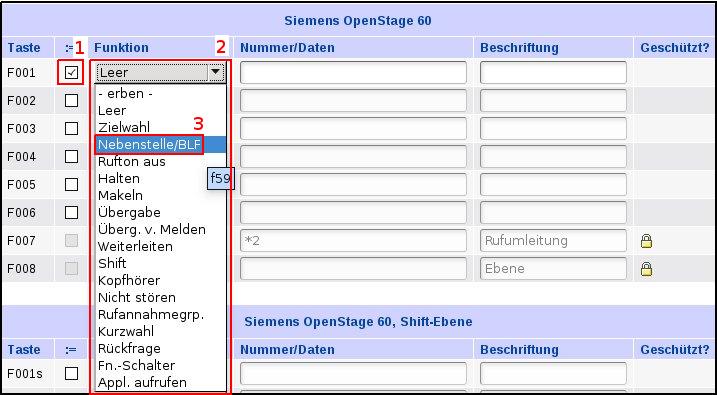 Siemens OpenStage 60
Taste := Funktion Nummer/Daten Beschriftung Geschützt?
1 2
F001 Leer
F002 - erben -
Leer
F003 Zielwahl
3
Nebenstelle/BLF
F004 Rufton aus
F005 Halten f59
Makeln
F006 Übergabe
Überg. v. Melden
F007 *2 Rufumleitung
Weiterleiten
F008 Shift Ebene
Kopfhörer
Nicht stören
Rufannahmegrp.
Siemens OpenStage 60, Shift-Ebene
Kurzwahl
Taste := Rückfrage Nummer/Daten Beschriftung Geschützt?
F001s Fn.-Schalter
Appl. aufrufen